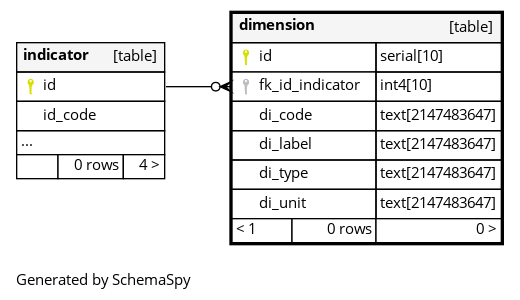 indicator [table]
id
id_code
...
0 rows 4 >
dimension [table]
id serial[10]
fk_id_indicator int4[10]
di_code text[2147483647]
di_label text[2147483647]
di_type text[2147483647]
di_unit text[2147483647]
< 1 0 rows 0 >
Generated by SchemaSpy